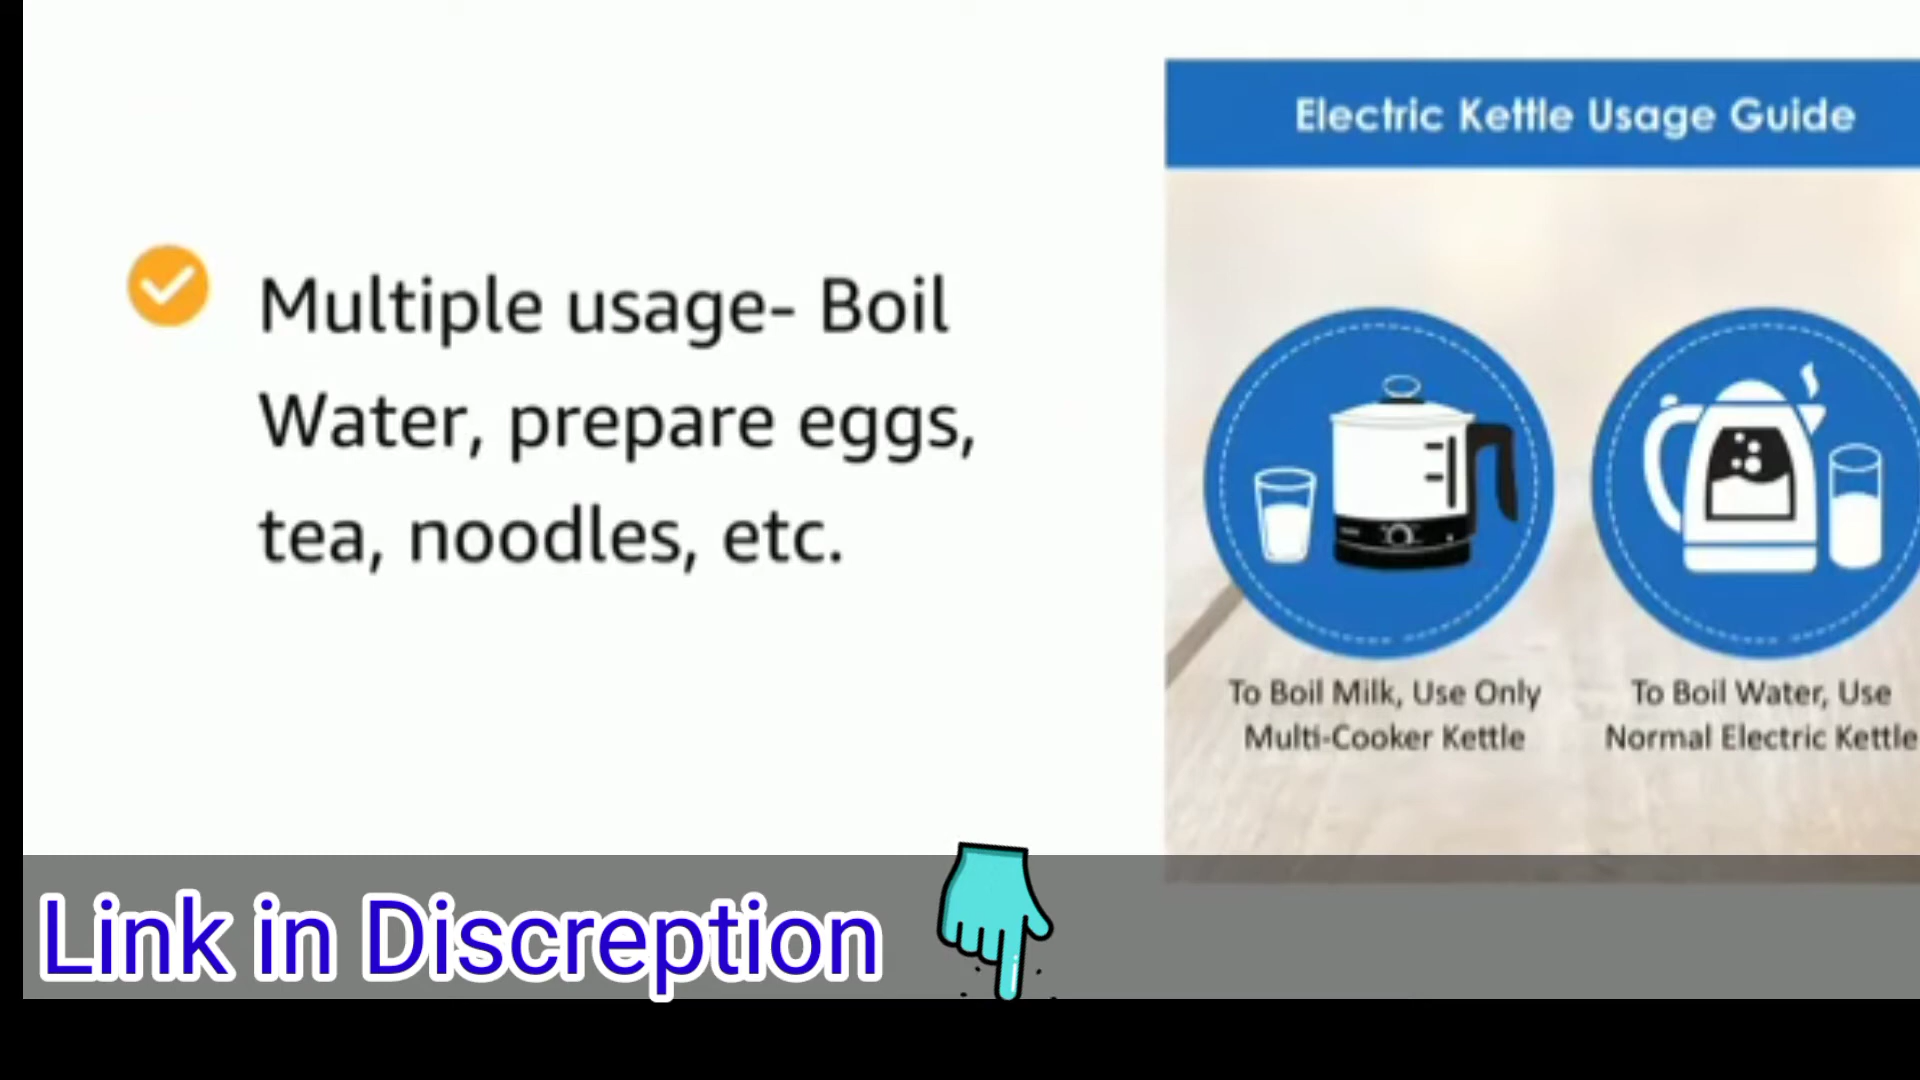 Electric Kettle Usage Guide
Multiple usage- Boil
Water, prepare eggs,
tea, noodles, etc.
To Boil Milk, Use Only
Multi-Cooker Kettle
To Boil Water, Use
Normal Electric Kettle
Link in Discreption